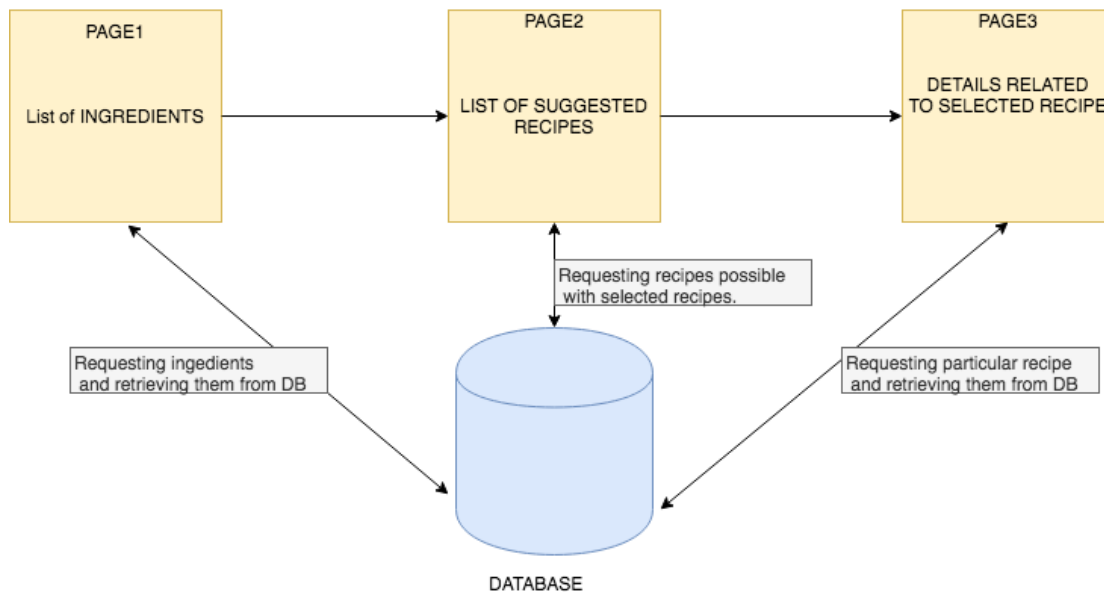 PAGE1
List of INGREDIENTS
PAGE2
LIST OF SUGGESTED
RECIPES
PAGE3
DETAILS RELATED
TO SELECTED RECIPE
Requesting recipes possible
with selected recipes.
Requesting ingedients
and retrieving them from DB
Requesting particular recipe
and retrieving them from DB
DATABASE